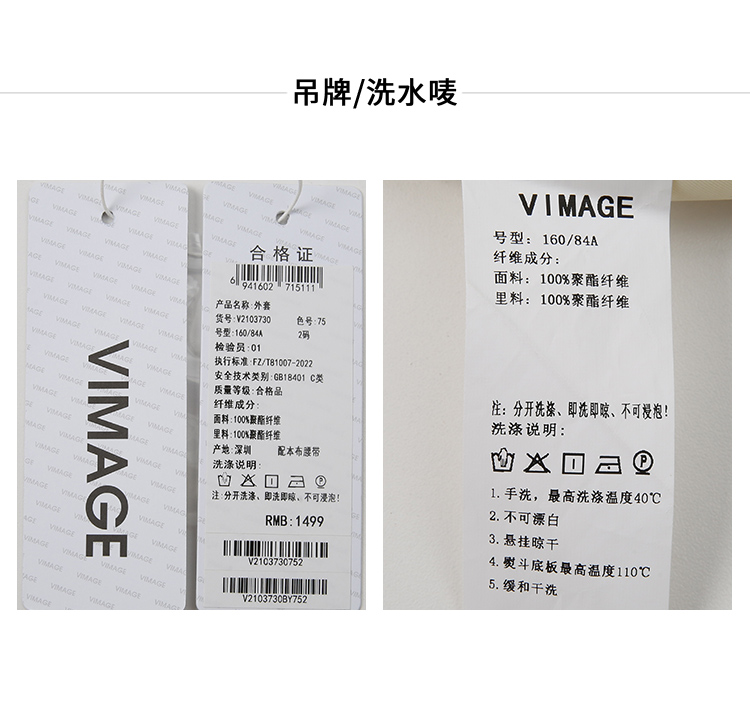 吊牌/洗水唛
VIMAGE
合格证
6 941602 715111
产品名称:外套
货号:V2103730 色号:75
号型:160/84A 2码
检验员:01
执行标准:FZ/T81007-2022
安全技术类别:GB18401 C类
质量等级:合格品
纤维成分:
面料:100%聚酯纤维
里料:100%聚酯纤维
产地:深圳 配本布腰带
洗涤说明:
注:分开洗涤、即洗即晾、不可浸泡!
RMB:1499
V2103730752
V2103730BY752
VIMAGE
号型: 160/84A
纤维成分:
面料: 100%聚酯纤维
里料: 100%聚酯纤维
注: 分开洗涤、即洗即晾、不可浸泡!
洗涤说明:
P
1.手洗, 最高洗涤温度40℃
2.不可漂白
3.悬挂晾干
4.熨斗底板最高温度110℃
5.缓和干洗